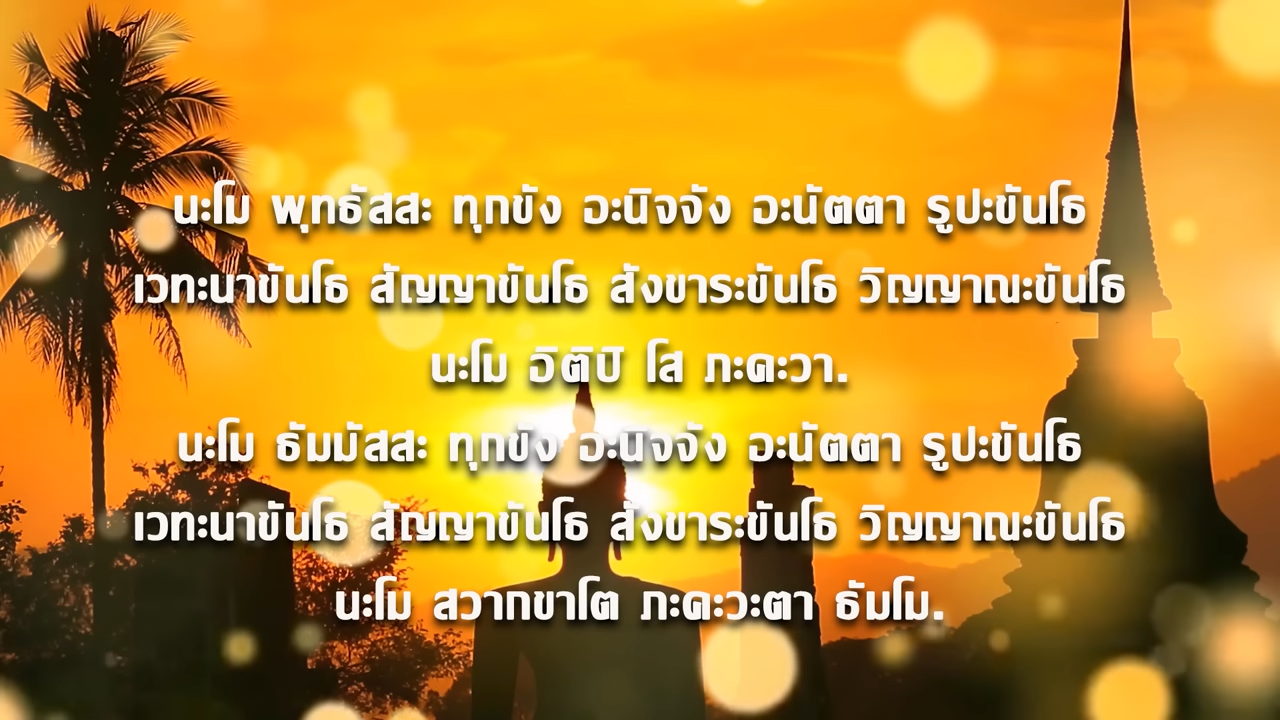 นะโม พุทธัสสะ ทุกขัง อะนิจจัง อะนัตตา รูปะขันโธ
เวทะนาขันโธ สัญญาขันโธ สังขาระขันโธ วิญญาณะขันโธ
นะโม อิติปิ โส ภะคะวา.
นะโม ธัมมัสสะ ทุกขัง อะนิจจัง อะนัตตา รูปะขันโธ
เวทะนาขันโธ สัญญาขันโธ สังขาระขันโธ วิญญาณะขันโธ
นะโม สวากขาโต ภะคะวะตา ธัมโม.